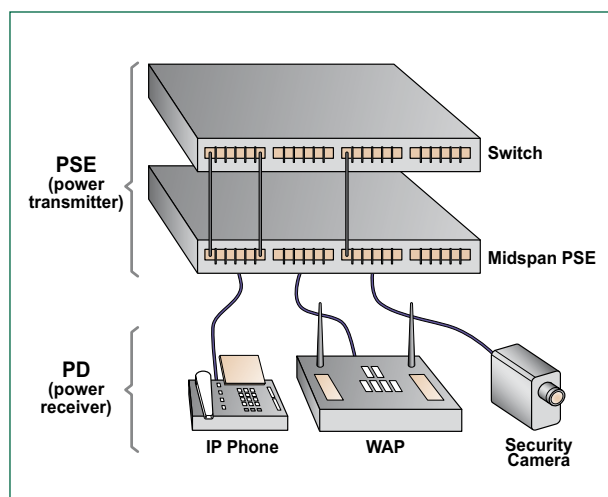 PSE
(power
transmitter)
Switch
Midspan PSE
PD
(power
receiver)
IP Phone
WAP
Security
Camera